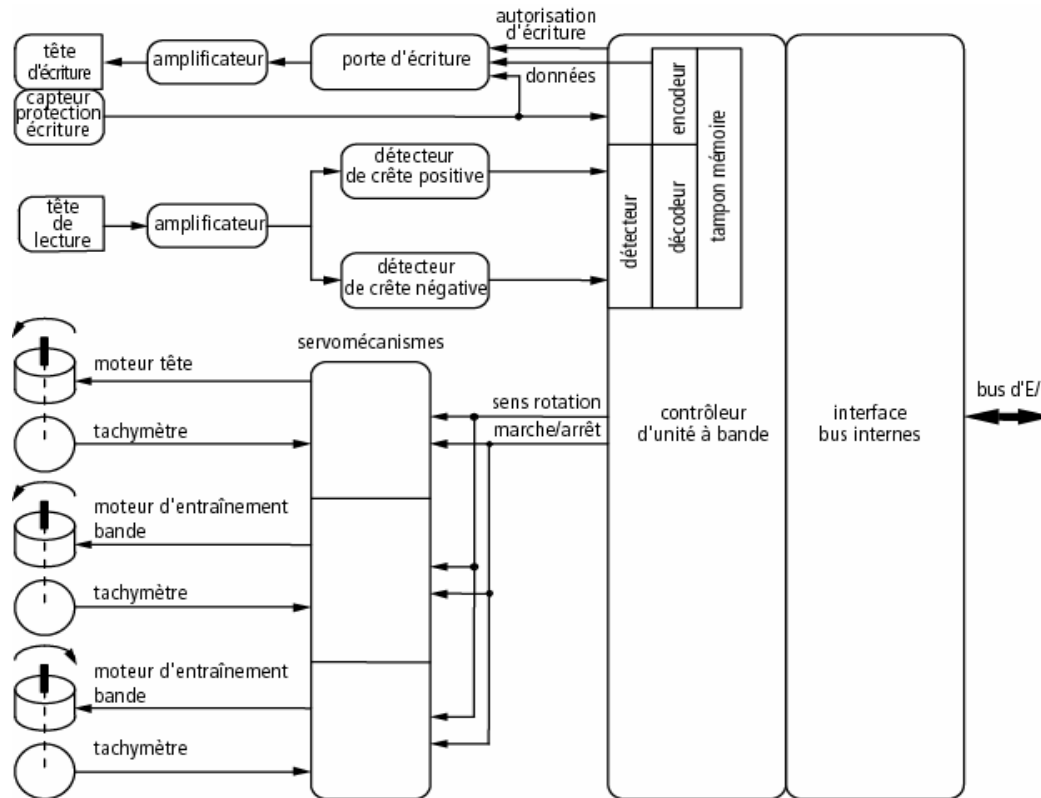 autorisation
d'écriture
tête
d'écriture
amplificateur
porte d'écriture
données
capteur
protection
écriture
encodeur
tampon mémoire
détecteur
de crête positive
tête
de
lecture
amplificateur
détecteur
décodeur
détecteur
de crête négative
servomécanismes
moteur tête
sens rotation
marche/arrêt
tachymètre
contrôleur
d'unité à bande
interface
bus internes
bus d'E/
moteur d'entraînement
bande
tachymètre
moteur d'entraînement
bande
tachymètre